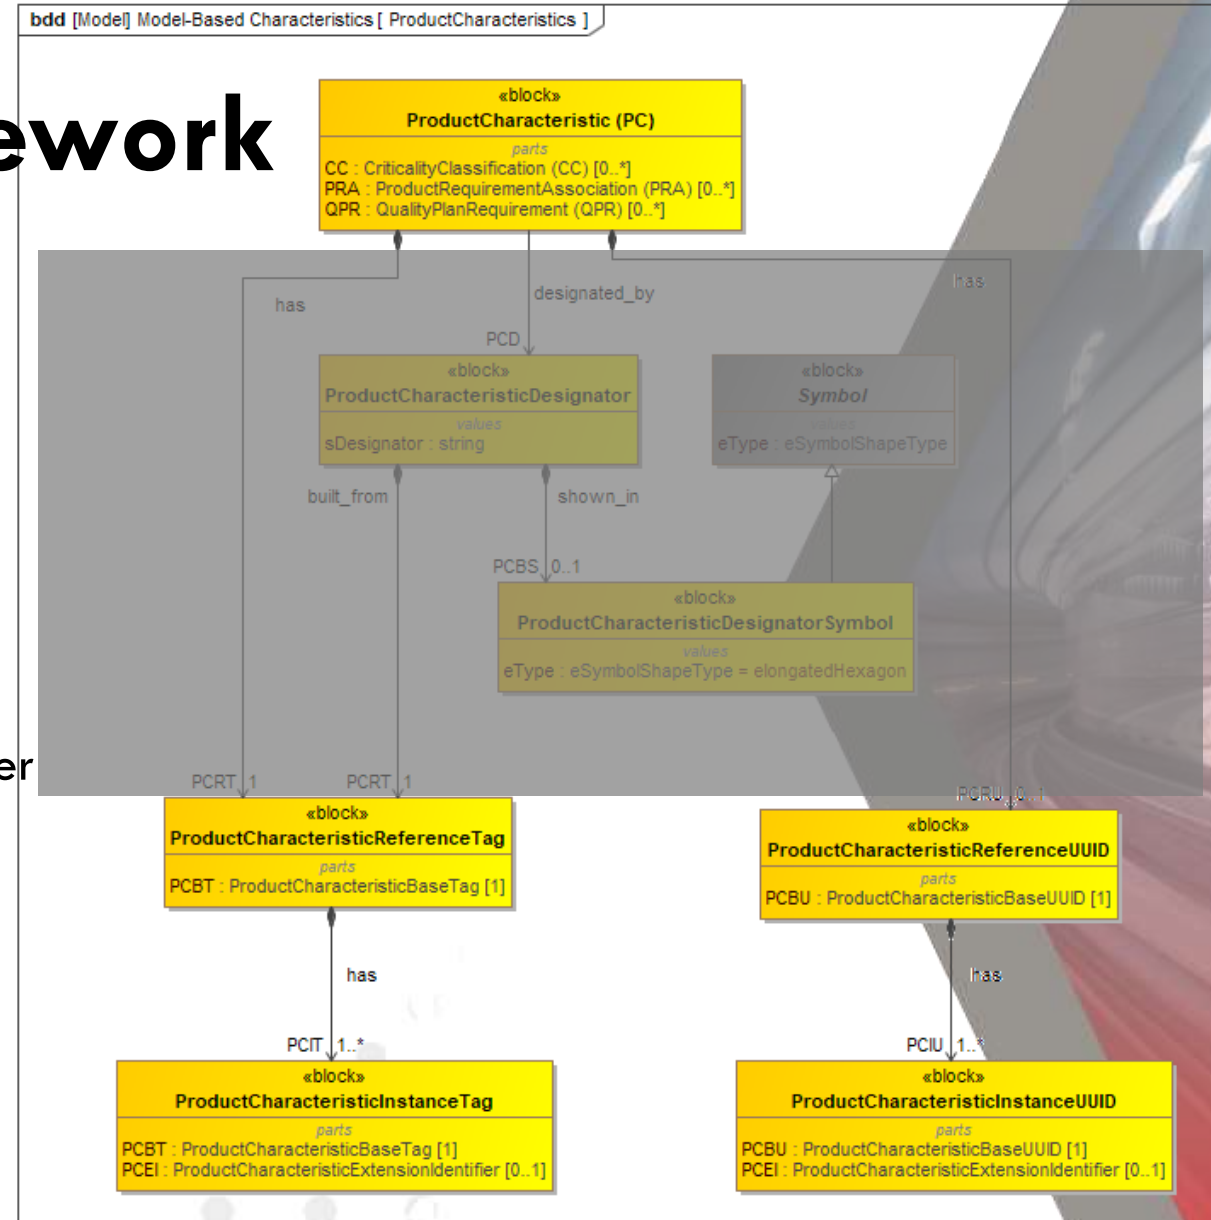 bdd [Model] Model-Based Characteristics [ ProductCharacteristics ]
ework
«block»
ProductCharacteristic (PC)
parts
CC : CriticalityClassification (CC) [0..*]
PRA : ProductRequirementAssociation (PRA) [0..*]
QPR : QualityPlanRequirement (QPR) [0..*]
has
designated_by
has
PCD
«block»
ProductCharacteristicDesignator
values
sDesignator : string
«block»
Symbol
values
eType : eSymbolShapeType
built_from
shown_in
PCBS 0..1
«block»
ProductCharacteristicDesignatorSymbol
values
eType : eSymbolShapeType = elongatedHexagon
er
PCRT 1
PCRT 1
PCRU 0..1
«block»
ProductCharacteristicReferenceTag
parts
PCBT : ProductCharacteristicBaseTag [1]
«block»
ProductCharacteristicReferenceUUID
parts
PCBU : ProductCharacteristicBaseUUID [1]
has
has
PCIT 1..*
PCIU 1..*
«block»
ProductCharacteristicInstanceTag
parts
PCBT : ProductCharacteristicBaseTag [1]
PCEI : ProductCharacteristicExtensionIdentifier [0..1]
«block»
ProductCharacteristicInstanceUUID
parts
PCBU : ProductCharacteristicBaseUUID [1]
PCEI : ProductCharacteristicExtensionIdentifier [0..1]